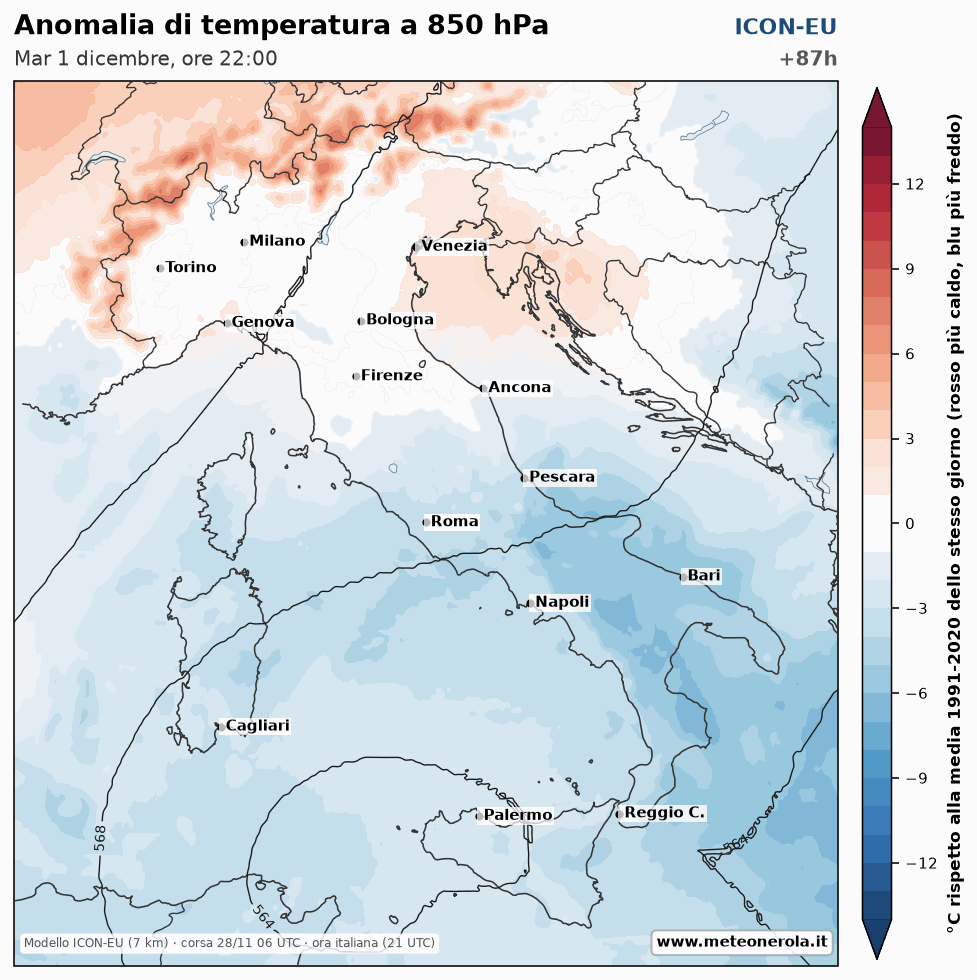 Anomalia di temperatura a 850 hPa
ICON-EU
Mar 1 dicembre, ore 22:00
+87h
Milano
Venezia
Torino
Genova
Bologna
Firenze
Ancona
Pescara
Roma
Bari
Napoli
Cagliari
Palermo
Reggio C.
568
564
564
12
9
6
3
0
−3
−6
−9
−12
°C rispetto alla media 1991-2020 dello stesso giorno (rosso più caldo, blu più freddo)
Modello ICON-EU (7 km) · corsa 28/11 06 UTC · ora italiana (21 UTC)
www.meteonerola.it